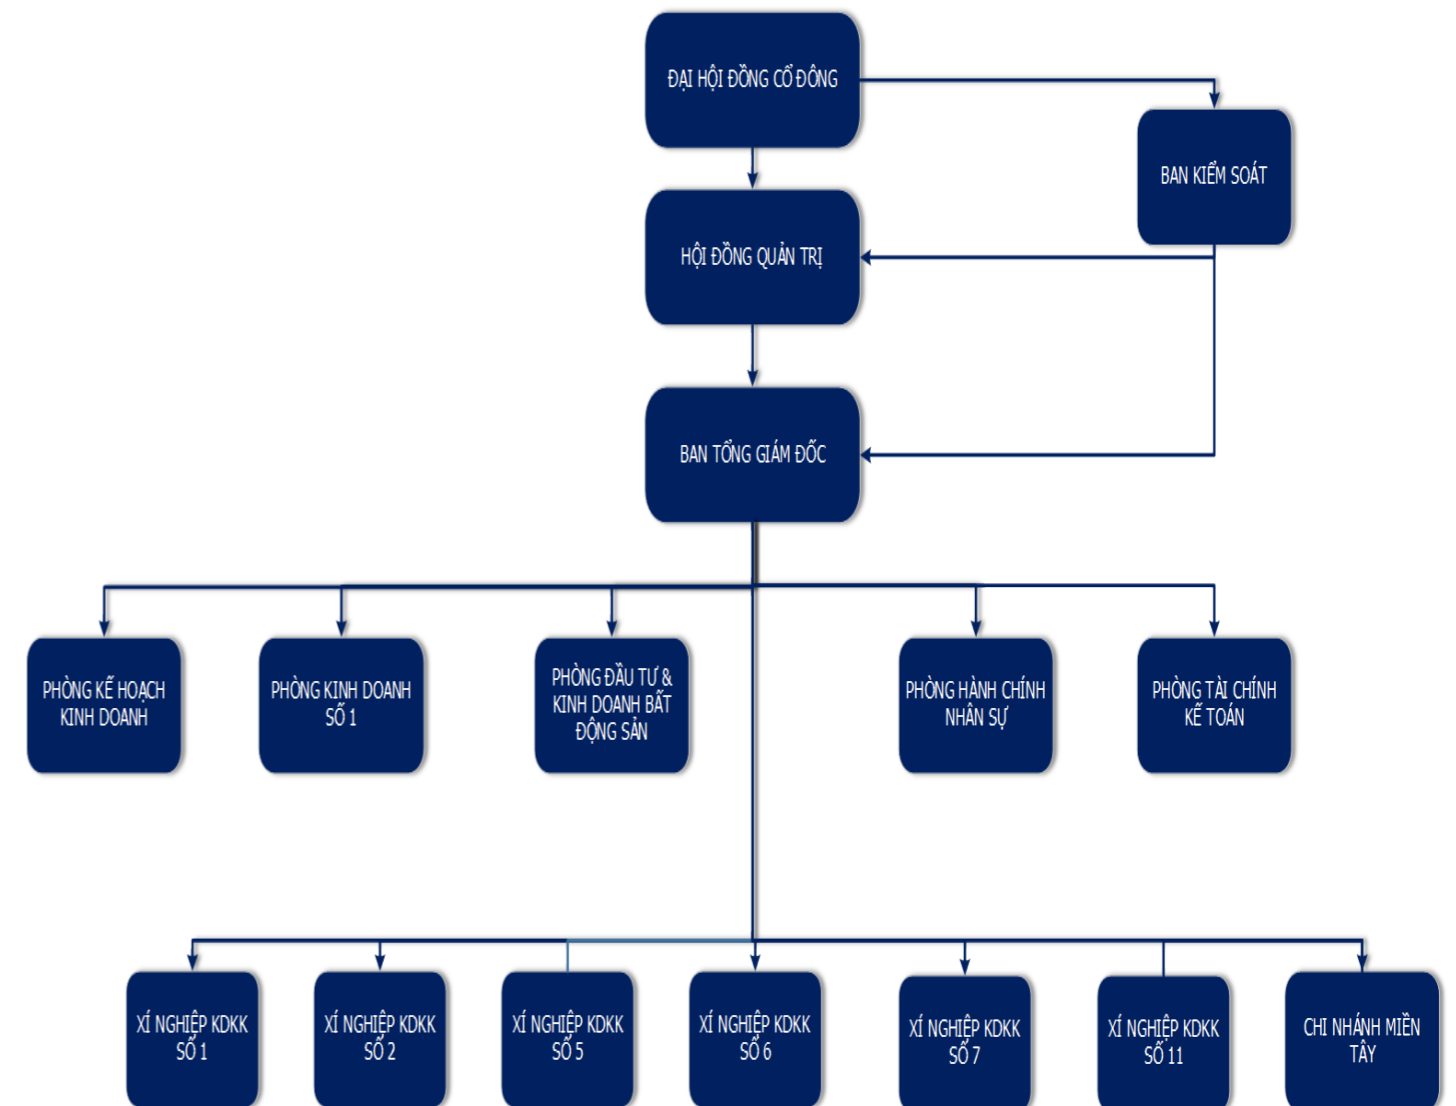 ĐẠI HỘI ĐỒNG CỔ ĐÔNG
BAN KIỂM SOÁT
HỘI ĐỒNG QUẢN TRỊ
BAN TỔNG GIÁM ĐỐC
PHÒNG KẾ HOẠCH
KINH DOANH
PHÒNG KINH DOANH
SỐ 1
PHÒNG ĐẦU TƯ &
KINH DOANH BẤT
ĐỘNG SẢN
PHÒNG HÀNH CHÍNH
NHÂN SỰ
PHÒNG TÀI CHÍNH
KẾ TOÁN
XÍ NGHIỆP KDKK
SỐ 1
XÍ NGHIỆP KDKK
SỐ 2
XÍ NGHIỆP KDKK
SỐ 5
XÍ NGHIỆP KDKK
SỐ 6
XÍ NGHIỆP KDKK
SỐ 7
XÍ NGHIỆP KDKK
SỐ 11
CHI NHÁNH MIỀN
TÂY